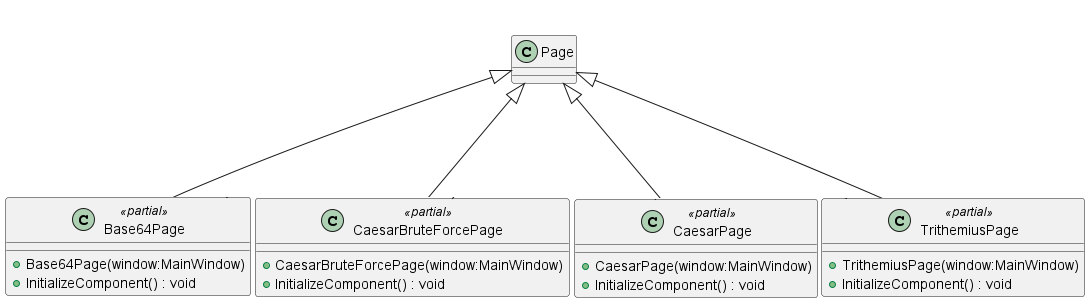 C Page
«partial»
C Base64Page
Base64Page(window:MainWindow)
InitializeComponent() : void
«partial»
C CaesarBruteForcePage
CaesarBruteForcePage(window:MainWindow)
InitializeComponent() : void
«partial»
C CaesarPage
CaesarPage(window:MainWindow)
InitializeComponent() : void
«partial»
C TrithemiusPage
TrithemiusPage(window:MainWindow)
InitializeComponent() : void